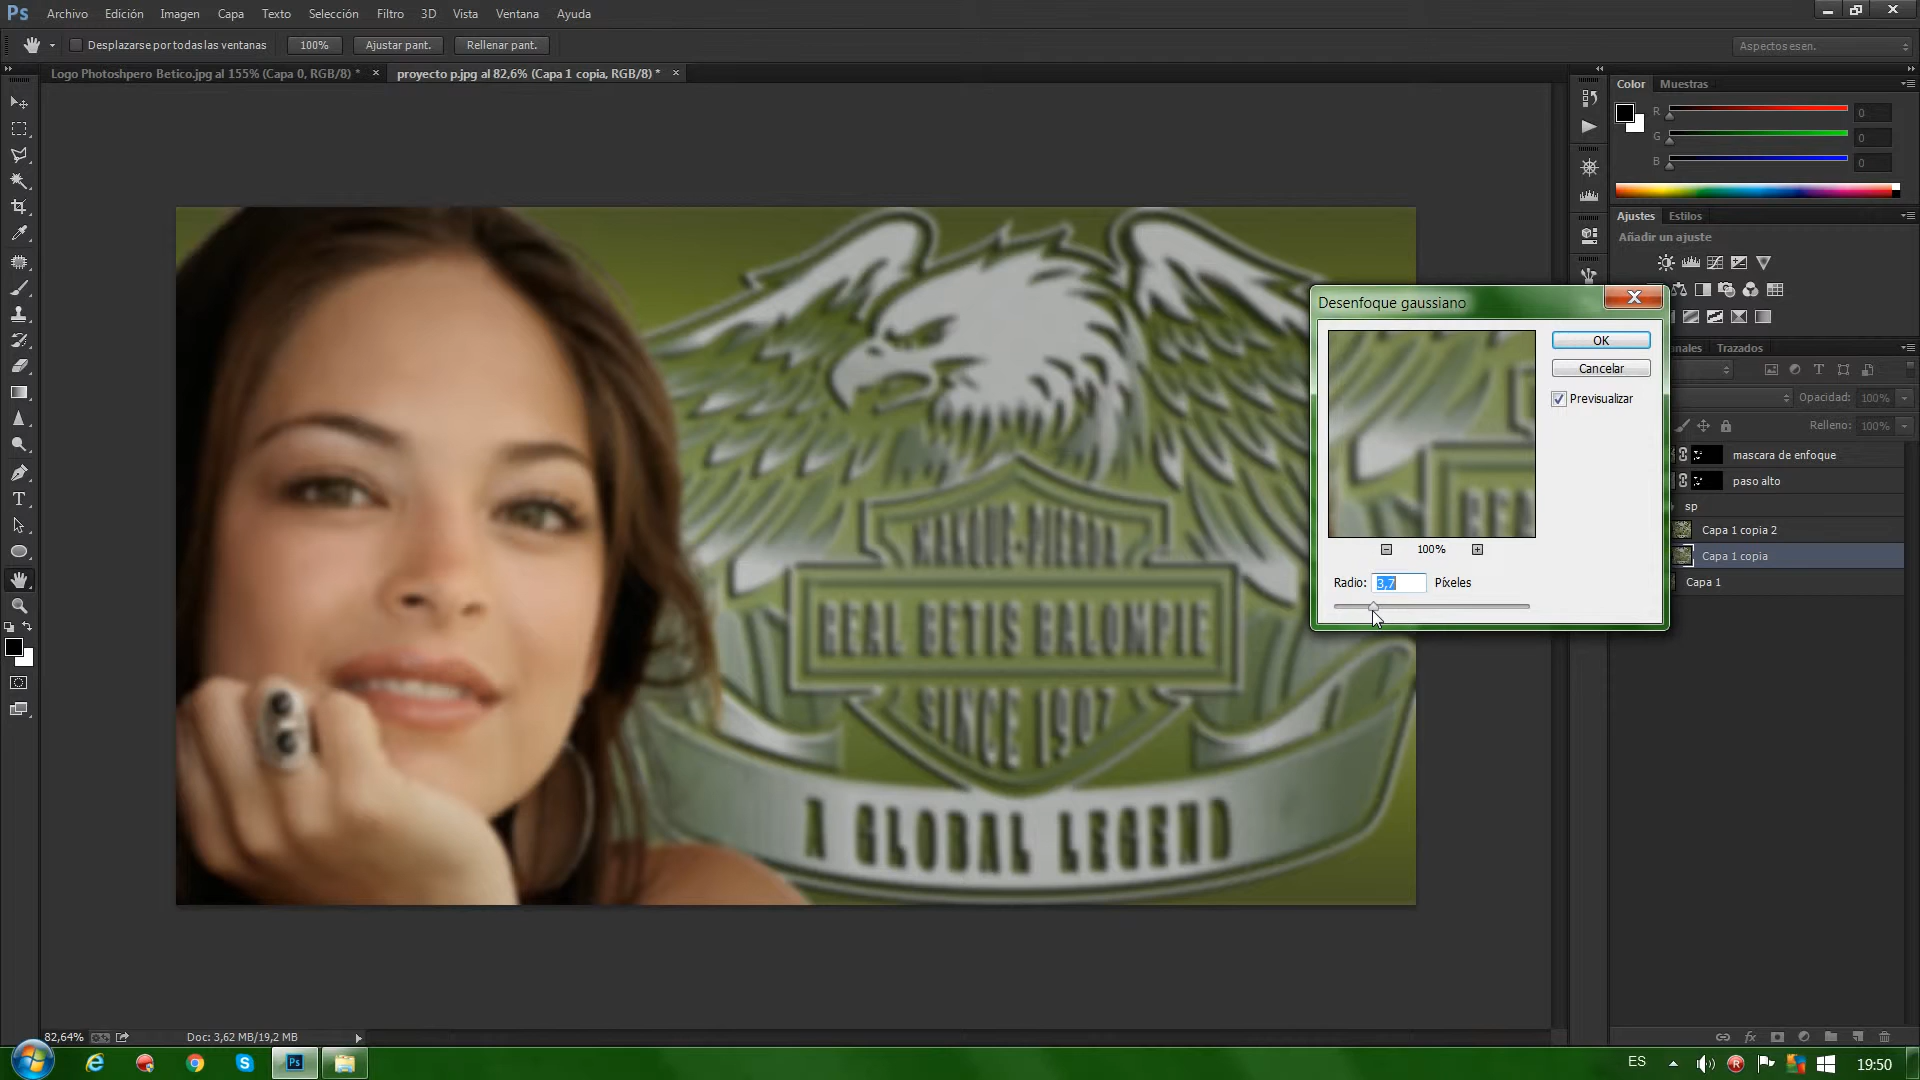 Ps Archivo Edición Imagen Capa Texto Selección Filtro 3D Vista Ventana Ayuda
Desplazarse por todas las ventanas 100% Ajustar pant. Rellenar pant. Aspectos esen.
Logo Photoshpero Betico.jpg al 155% (Capa 0, RGB/8) * × proyecto p.jpg al 82,6% (Capa 1 copia, RGB/8) * ×
Color Muestras
R 0
G 0
B 0
Ajustes Estilos
Añadir un ajuste
Desenfoque gaussiano
OK
Cancelar
Previsualizar
100%
Radio: 3,7 Píxeles
nales Trazados
Opacidad: 100%
Relleno: 100%
mascara de enfoque
paso alto
sp
Capa 1 copia 2
Capa 1 copia
Capa 1
REAL BETIS BALOMPIE
SINCE 1907
A GLOBAL LEGEND
T
82,64% Doc: 3,62 MB/19,2 MB
fx
Ps ES 19:50